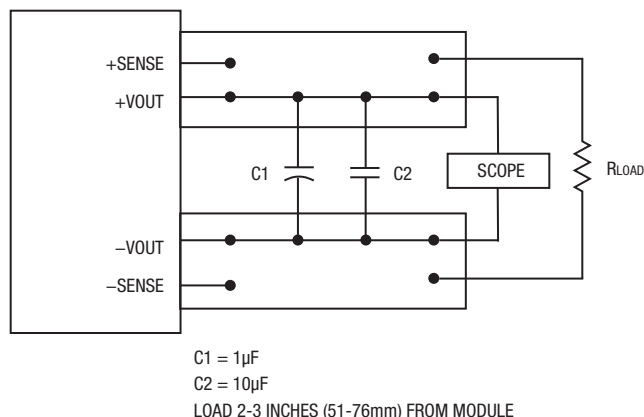 +SENSE
+VOUT
C1
C2
SCOPE
RLOAD
−VOUT
−SENSE
C1 = 1µF
C2 = 10µF
LOAD 2-3 INCHES (51-76mm) FROM MODULE